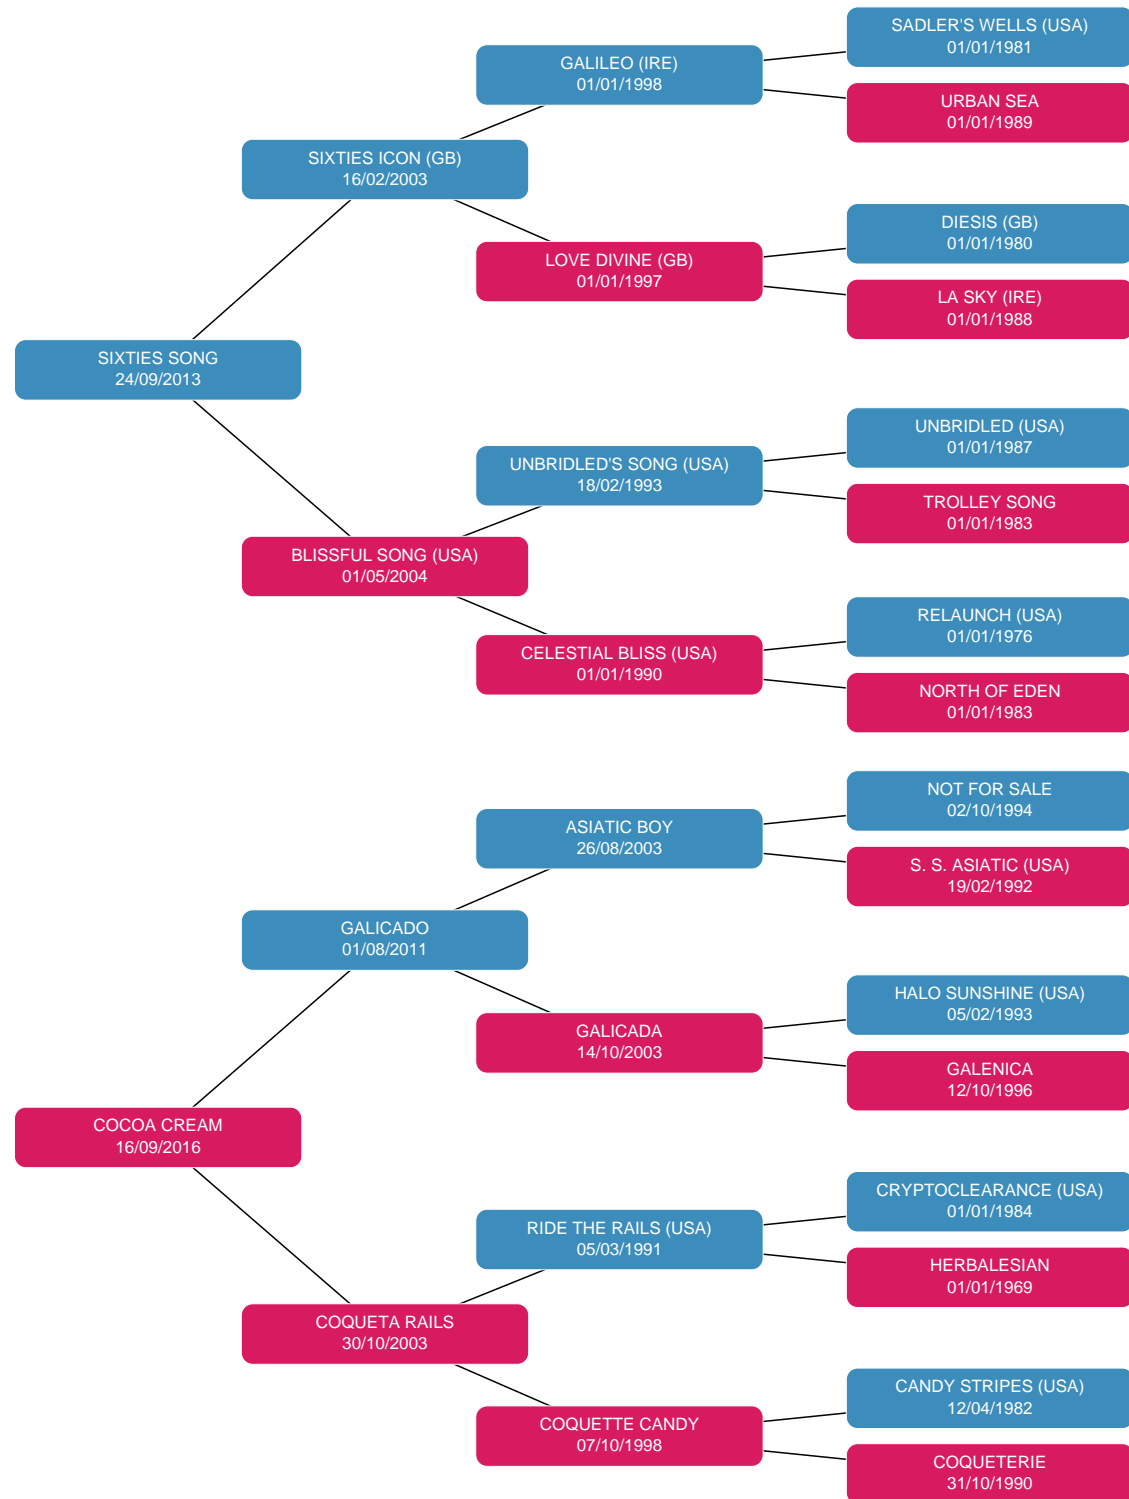 SADLER'S WELLS (USA)
01/01/1981
GALILEO (IRE)
01/01/1998
URBAN SEA
01/01/1989
SIXTIES ICON (GB)
16/02/2003
DIESIS (GB)
01/01/1980
LOVE DIVINE (GB)
01/01/1997
LA SKY (IRE)
01/01/1988
SIXTIES SONG
24/09/2013
UNBRIDLED (USA)
01/01/1987
UNBRIDLED'S SONG (USA)
18/02/1993
TROLLEY SONG
01/01/1983
BLISSFUL SONG (USA)
01/05/2004
RELAUNCH (USA)
01/01/1976
CELESTIAL BLISS (USA)
01/01/1990
NORTH OF EDEN
01/01/1983
NOT FOR SALE
02/10/1994
ASIATIC BOY
26/08/2003
S. S. ASIATIC (USA)
19/02/1992
GALICADO
01/08/2011
HALO SUNSHINE (USA)
05/02/1993
GALICADA
14/10/2003
GALENICA
12/10/1996
COCOA CREAM
16/09/2016
CRYPTOCLEARANCE (USA)
01/01/1984
RIDE THE RAILS (USA)
05/03/1991
HERBALESIAN
01/01/1969
COQUETA RAILS
30/10/2003
CANDY STRIPES (USA)
12/04/1982
COQUETTE CANDY
07/10/1998
COQUETERIE
31/10/1990